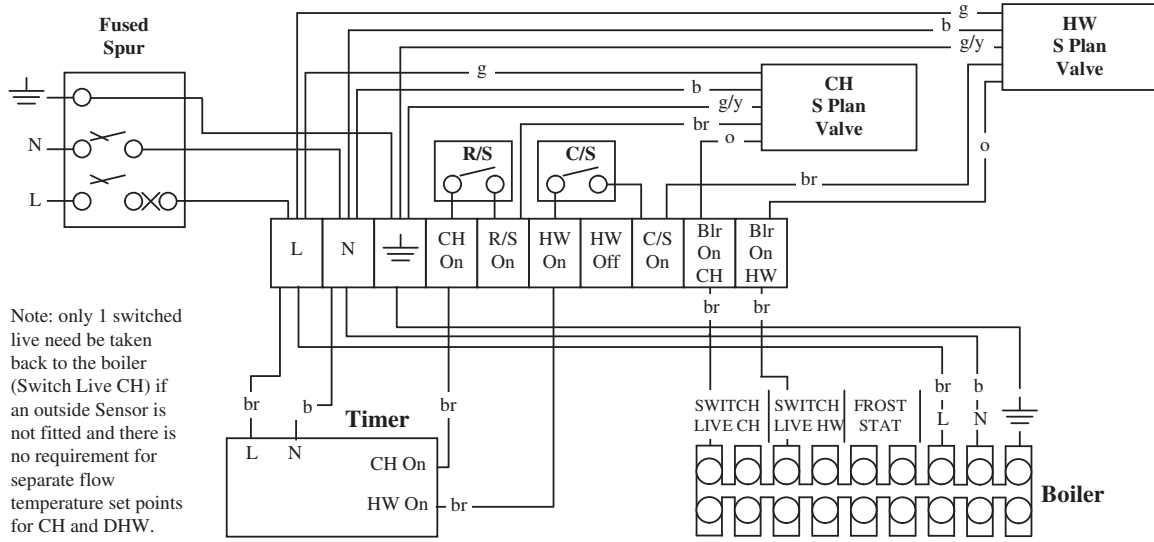 Fused
Spur
N
L
g
b
g/y
HW
S Plan
Valve
g
b
g/y
br
o
CH
S Plan
Valve
o
br
R/S
C/S
L
N
CH
On
R/S
On
HW
On
HW
Off
C/S
On
Blr
On
CH
Blr
On
HW
br
br
Note: only 1 switched
live need be taken
back to the boiler
(Switch Live CH) if
an outside Sensor is
not fitted and there is
no requirement for
separate flow
temperature set points
for CH and DHW.
br
b
Timer
br
L
N
CH On
HW On
br
SWITCH
LIVE CH
SWITCH
LIVE HW
FROST
STAT
br
L
b
N
Boiler